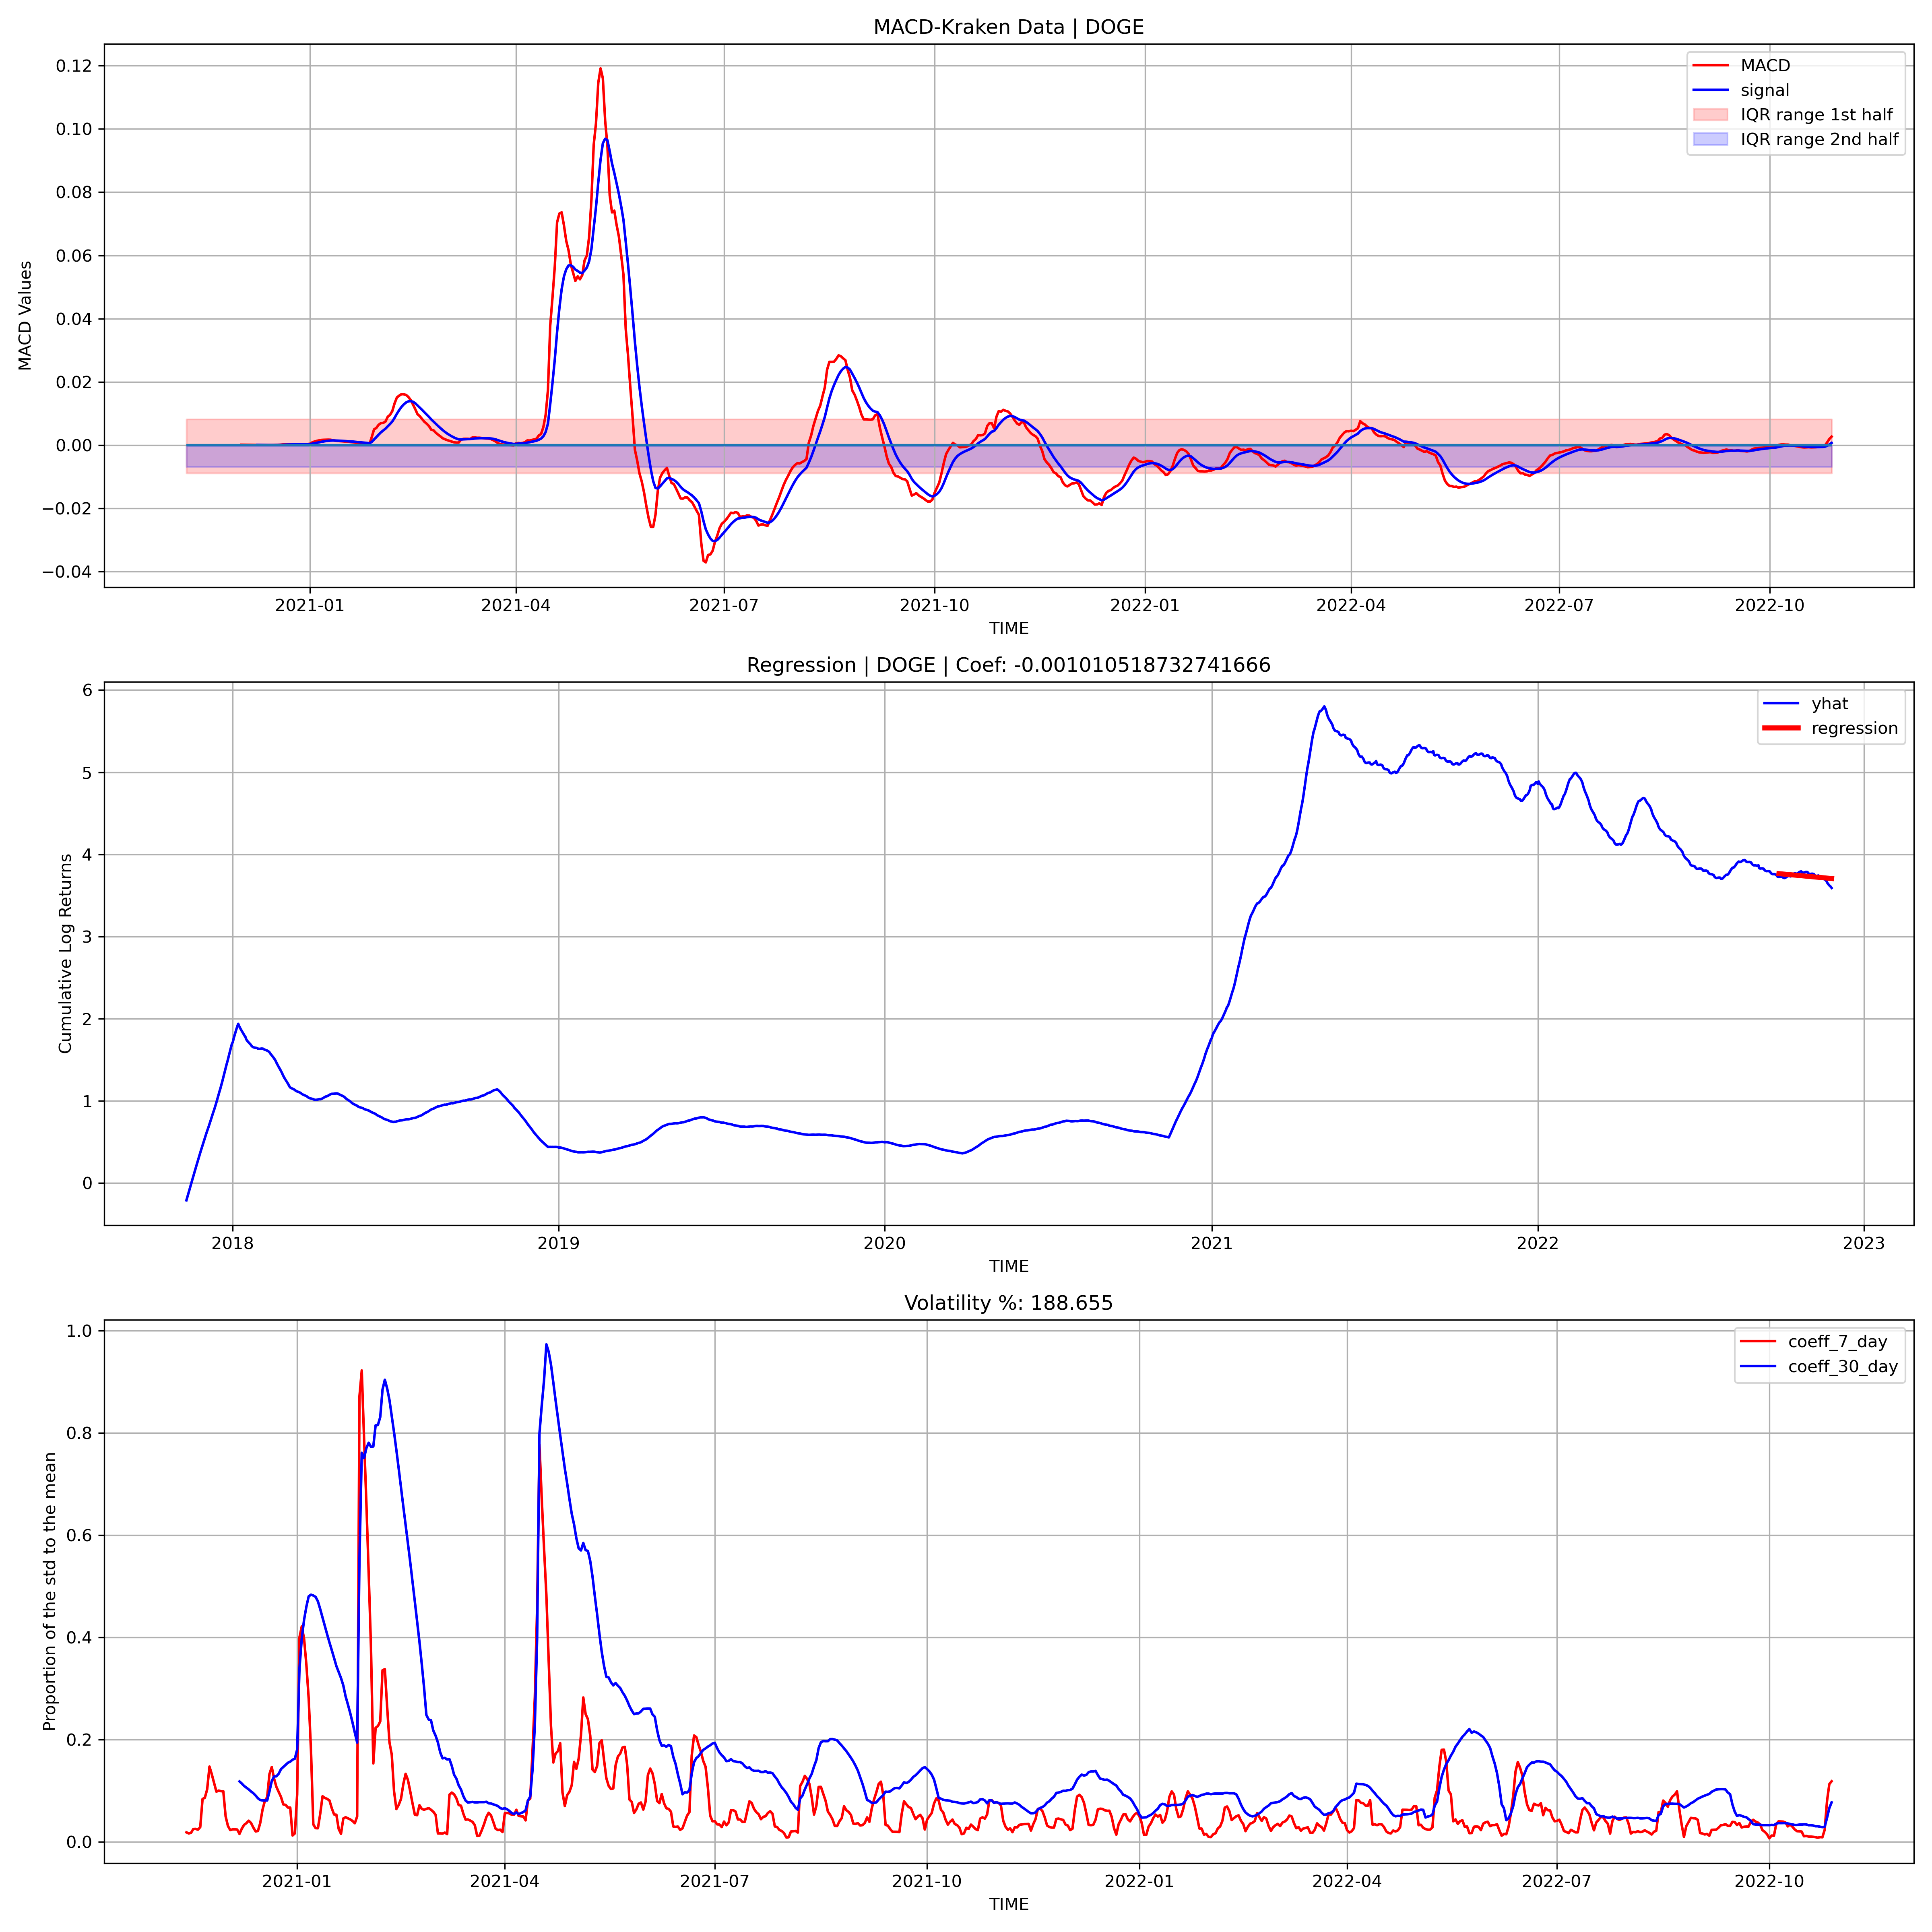 MACD-Kraken Data | DOGE
MACD Values
0.12
0.10
0.08
0.06
0.04
0.02
0.00
−0.02
−0.04
MACD
signal
IQR range 1st half
IQR range 2nd half
2021-01
2021-04
2021-07
2021-10
2022-01
2022-04
2022-07
2022-10
TIME
Regression | DOGE | Coef: -0.001010518732741666
Cumulative Log Returns
6
5
4
3
2
1
0
yhat
regression
2018
2019
2020
2021
2022
2023
TIME
Volatility %: 188.655
Proportion of the std to the mean
1.0
0.8
0.6
0.4
0.2
0.0
coeff_7_day
coeff_30_day
2021-01
2021-04
2021-07
2021-10
2022-01
2022-04
2022-07
2022-10
TIME